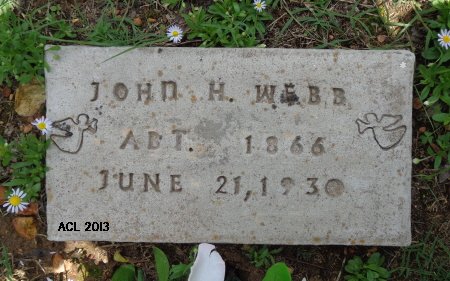 JOHN H. WEBB
ABT. 1866
JUNE 21, 1930
ACL 2013